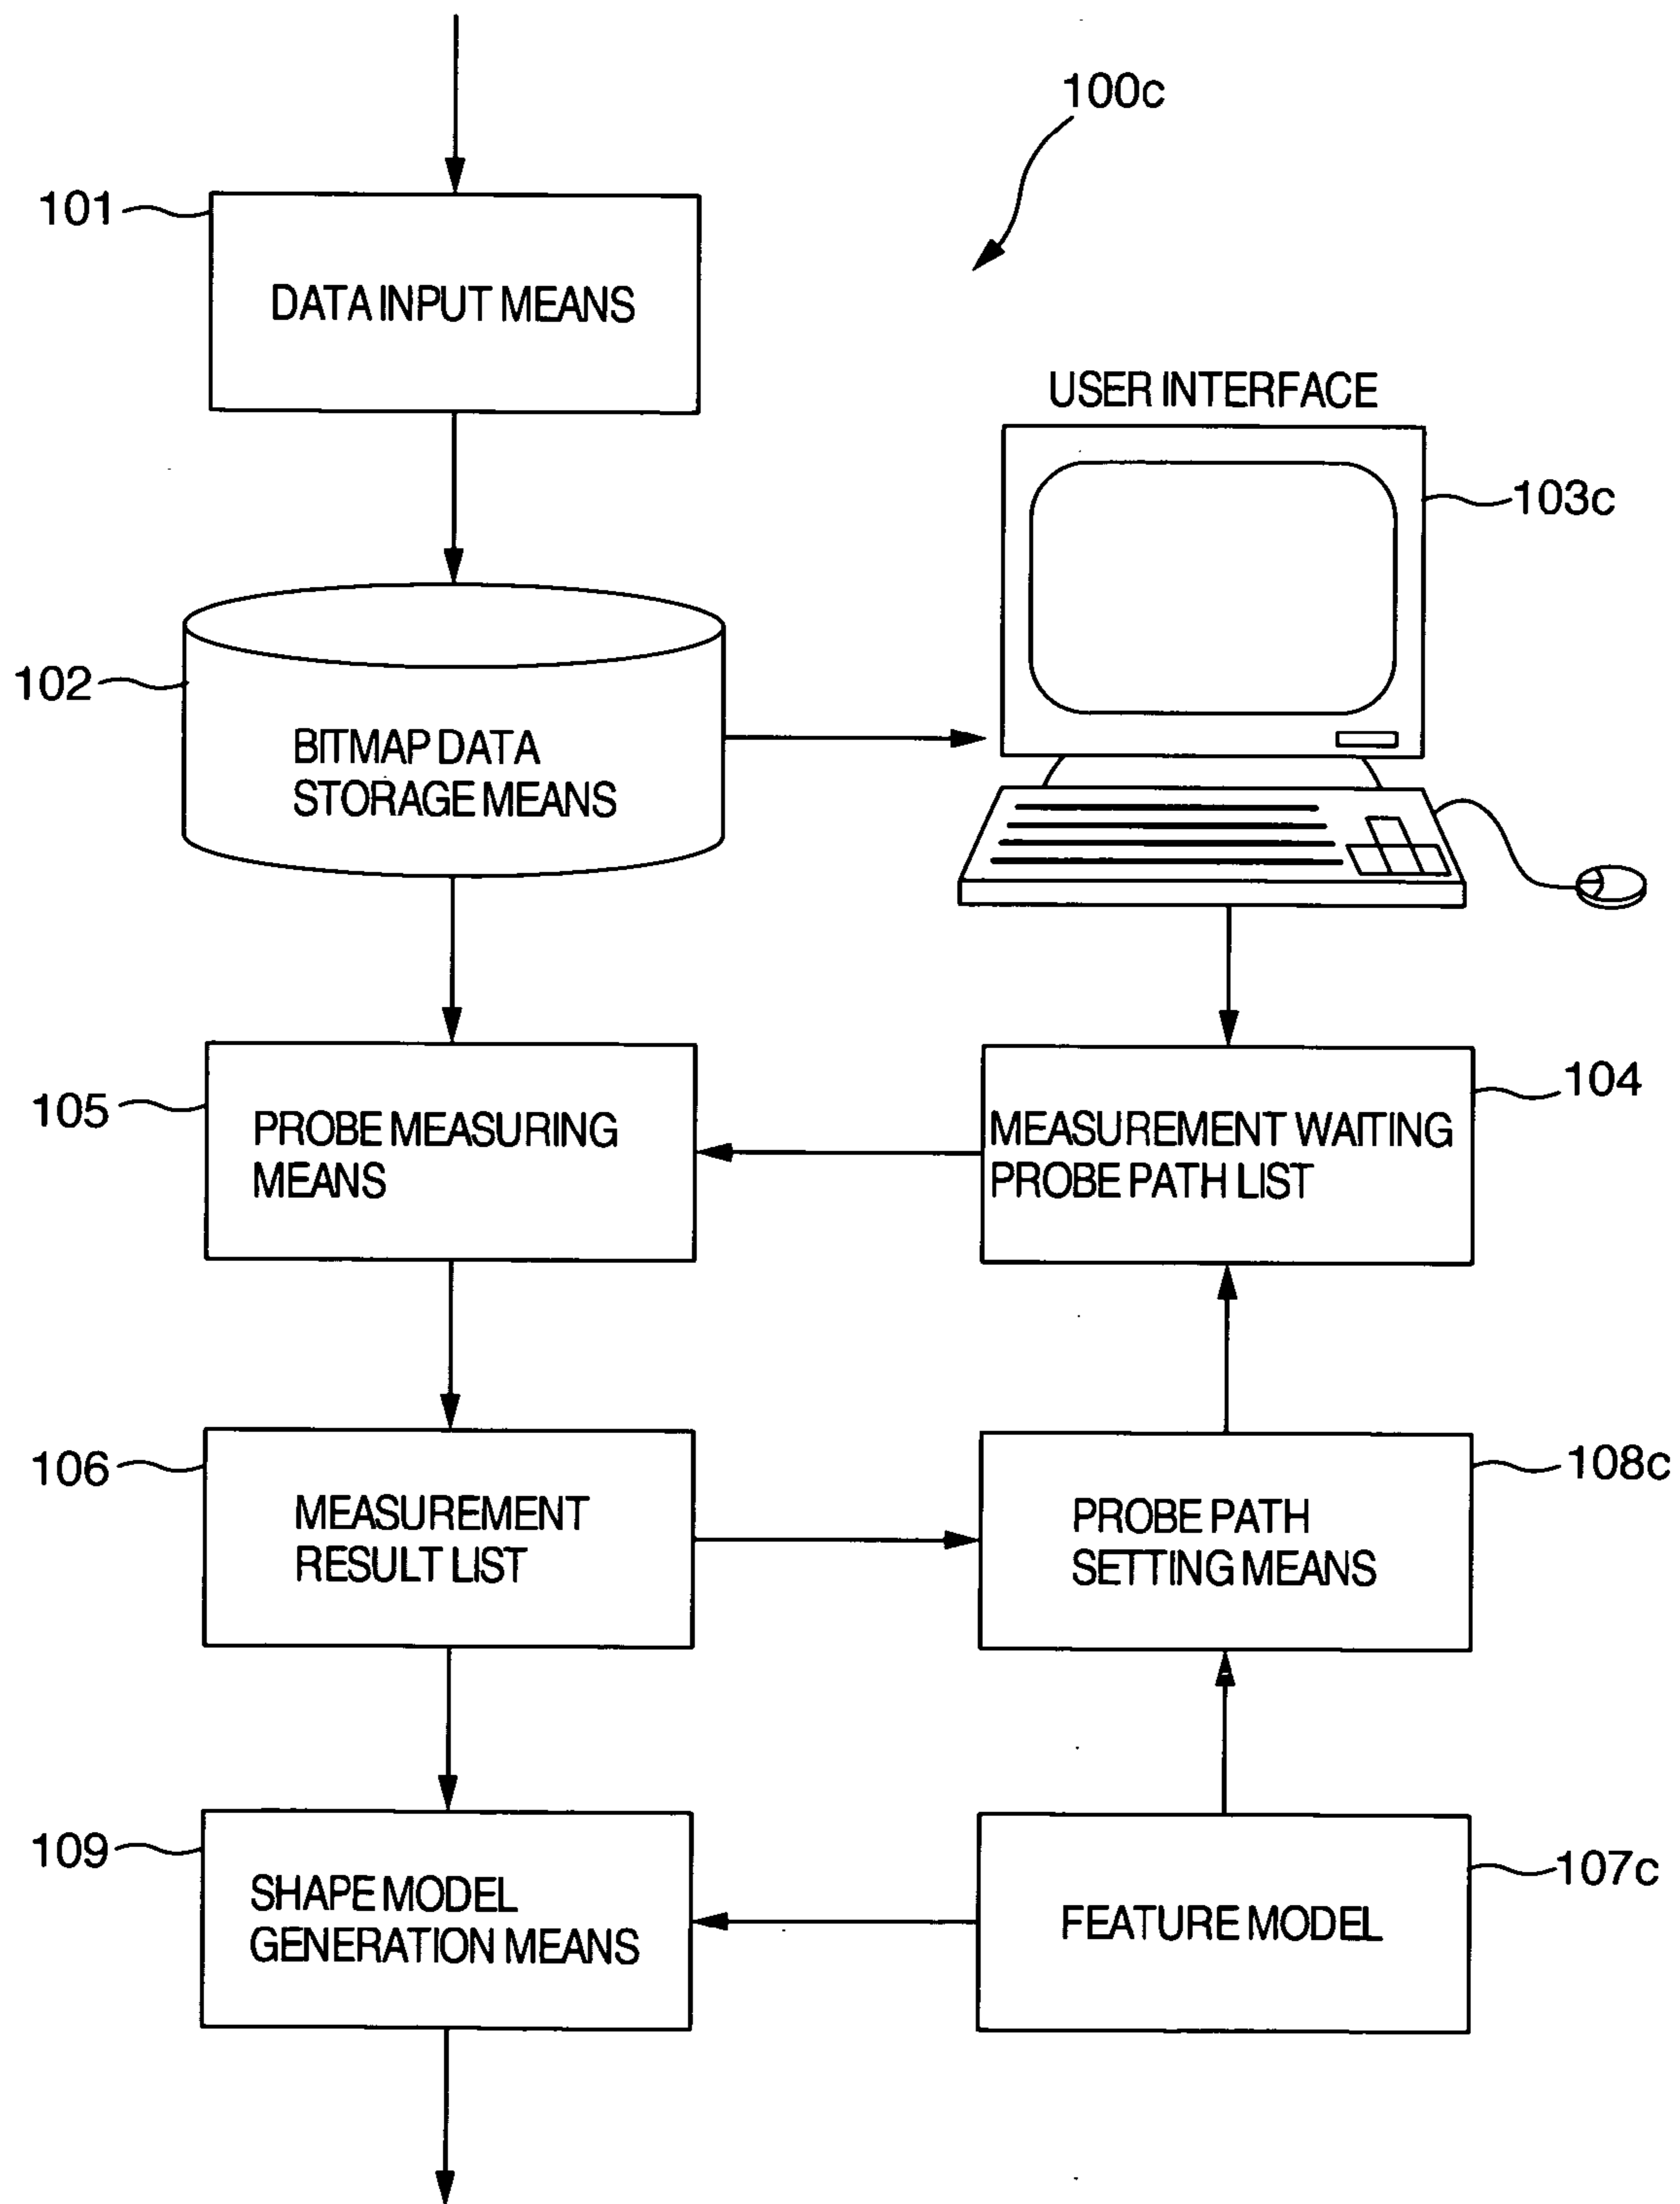 100c
101
DATA INPUT MEANS
USER INTERFACE
103c
102
BITMAP DATA
STORAGE MEANS
105
PROBE MEASURING
MEANS
104
MEASUREMENT WAITING
PROBE PATH LIST
106
MEASUREMENT
RESULT LIST
108c
PROBE PATH
SETTING MEANS
109
SHAPE MODEL
GENERATION MEANS
107c
FEATURE MODEL